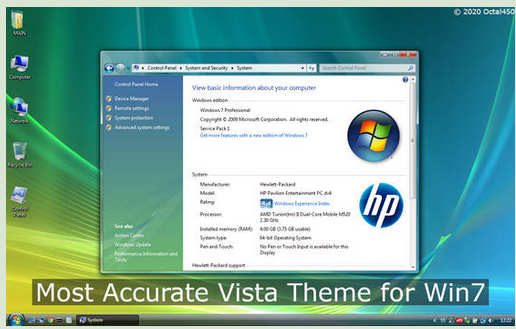 © 2020 Octal450
MAIN
Computer
Network
Recycle Bin
Control Panel
Control Panel ▸ System and Security ▸ System
Search Control Panel
Control Panel Home
Device Manager
Remote settings
System protection
Advanced system settings
See also
Action Center
Windows Update
Performance Information and Tools
View basic information about your computer
Windows edition
Windows 7 Professional
Copyright © 2009 Microsoft Corporation. All rights reserved.
Service Pack 1
Get more features with a new edition of Windows 7
System
Manufacturer: Hewlett-Packard
Model: HP Pavilion Entertainment PC dv4
Rating: Windows Experience Index
Processor: AMD Turion(tm) II Dual-Core Mobile M520
2.30 GHz
Installed memory (RAM): 4.00 GB (3.75 GB usable)
System type: 64-bit Operating System
Pen and Touch: No Pen or Touch Input is available for this
Display
Hewlett-Packard support
hp
Most Accurate Vista Theme for Win7
System
12:22